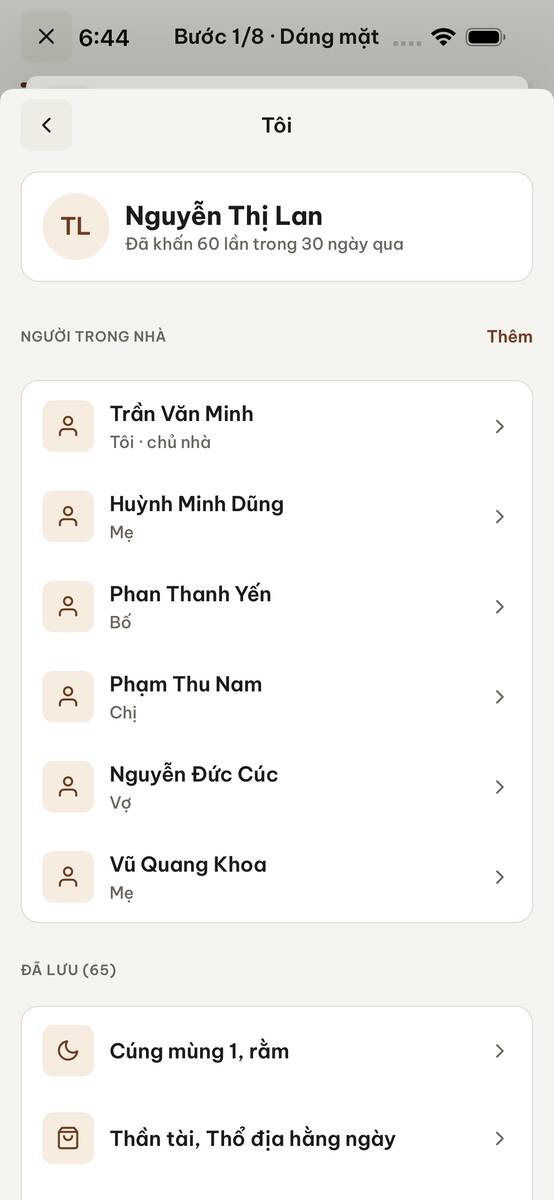 6:44
Bước 1/8 · Dáng mặt
Tôi
TL
Nguyễn Thị Lan
Đã khấn 60 lần trong 30 ngày qua
NGƯỜI TRONG NHÀ
Thêm
Trần Văn Minh
Tôi · chủ nhà
Huỳnh Minh Dũng
Mẹ
Phan Thanh Yến
Bố
Phạm Thu Nam
Chị
Nguyễn Đức Cúc
Vợ
Vũ Quang Khoa
Mẹ
ĐÃ LƯU (65)
Cúng mùng 1, rằm
Thần tài, Thổ địa hằng ngày